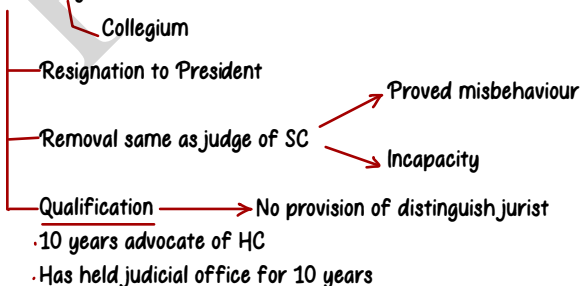 Collegium
Resignation to President
Proved misbehaviour
Removal same as judge of SC
Incapacity
Qualification No provision of distinguish jurist
10 years advocate of HC
Has held judicial office for 10 years